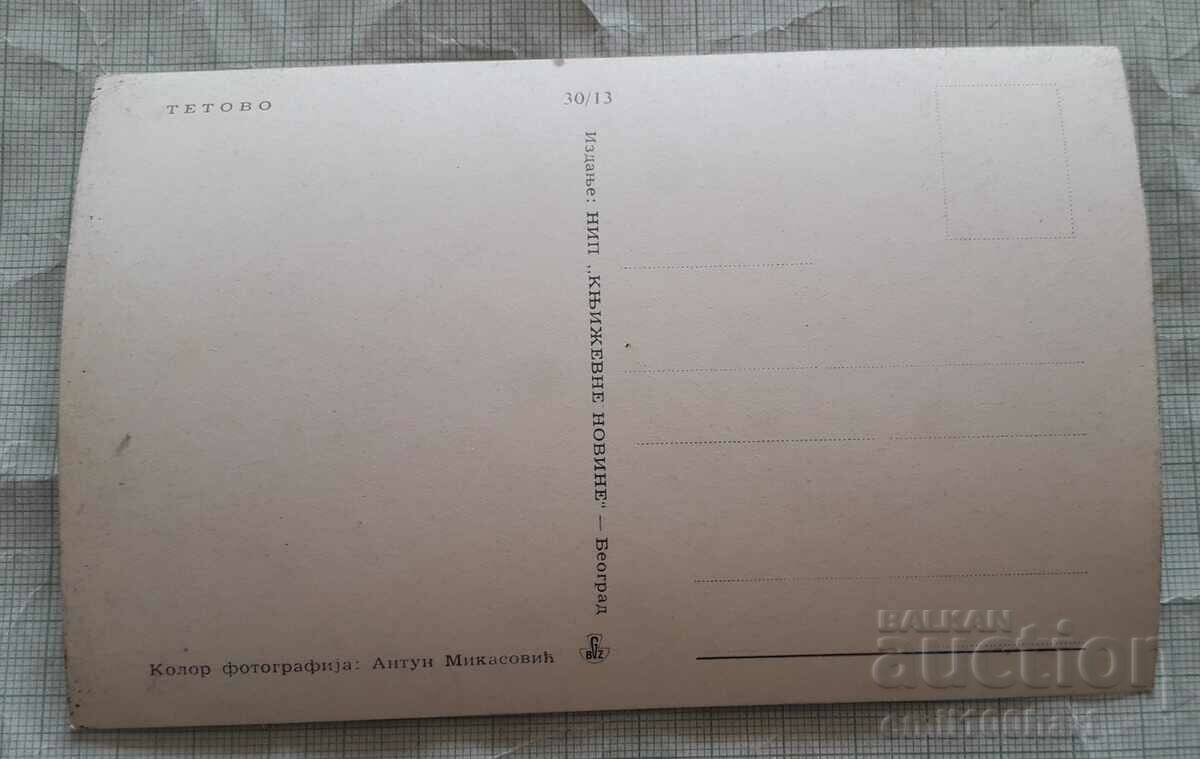 ТЕТОВО
30/13
Издање: НИП „КЊИЖЕВНЕ НОВИНЕ“ — Београд
Колор фотографија: Антун Микасовић
BALKAN
auction